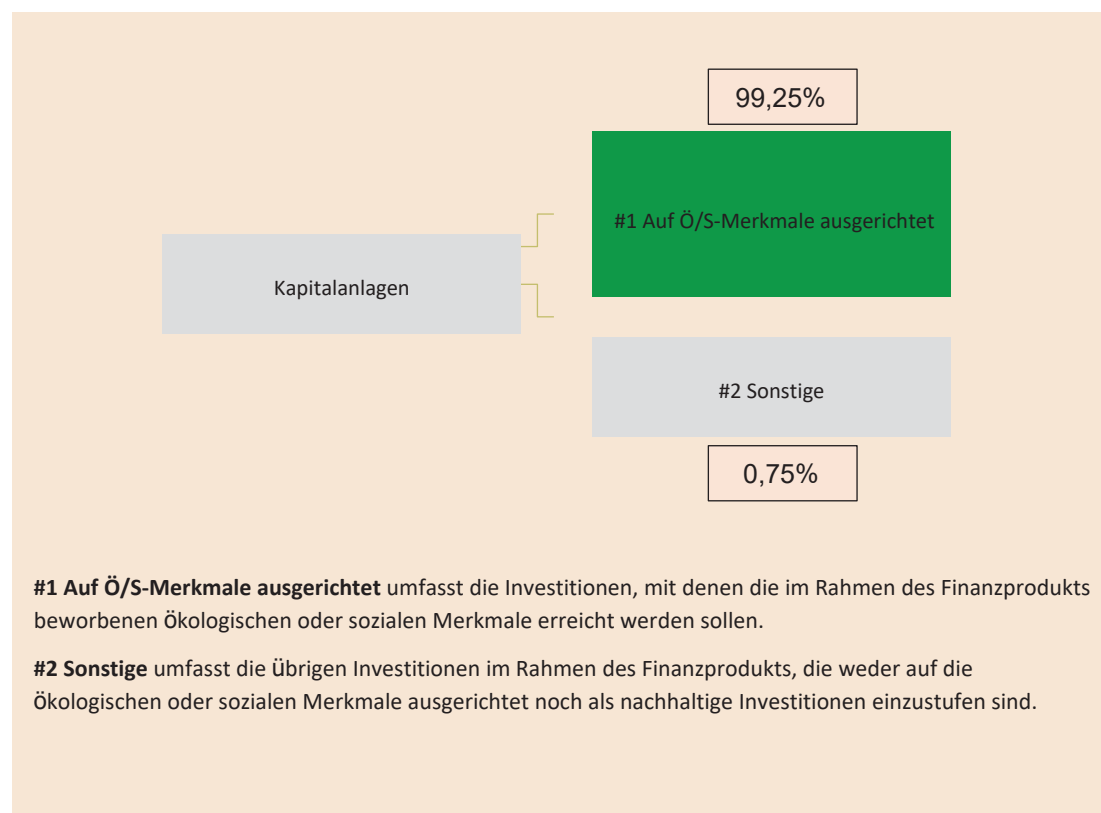 99,25%
#1 Auf Ö/S-Merkmale ausgerichtet
Kapitalanlagen
#2 Sonstige
0,75%
#1 Auf Ö/S-Merkmale ausgerichtet umfasst die Investitionen, mit denen die im Rahmen des Finanzprodukts
beworbenen ökologischen oder sozialen Merkmale erreicht werden sollen.
#2 Sonstige umfasst die übrigen Investitionen im Rahmen des Finanzprodukts, die weder auf die
ökologischen oder sozialen Merkmale ausgerichtet noch als nachhaltige Investitionen einzustufen sind.